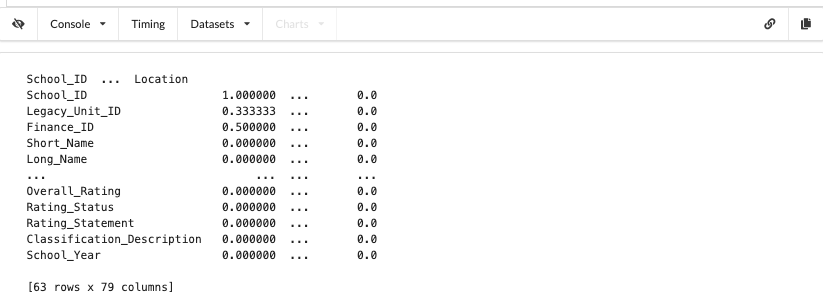 Console Timing Datasets Charts
School_ID ... Location
School_ID 1.000000 ... 0.0
Legacy_Unit_ID 0.333333 ... 0.0
Finance_ID 0.500000 ... 0.0
Short_Name 0.000000 ... 0.0
Long_Name 0.000000 ... 0.0
... ... ... ...
Overall_Rating 0.000000 ... 0.0
Rating_Status 0.000000 ... 0.0
Rating_Statement 0.000000 ... 0.0
Classification_Description 0.000000 ... 0.0
School_Year 0.000000 ... 0.0
[63 rows x 79 columns]